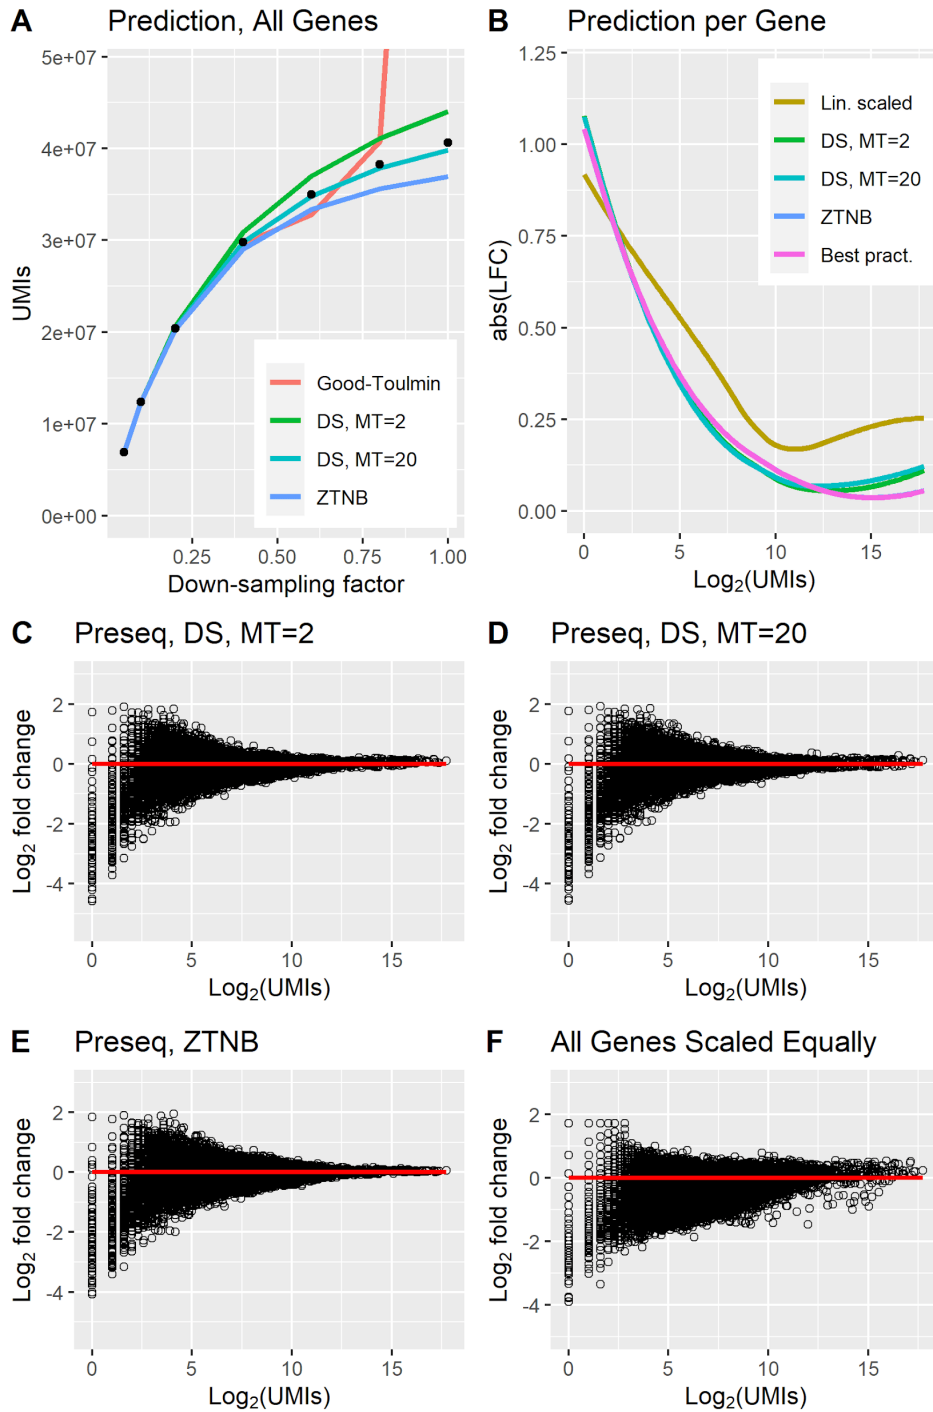 A Prediction, All Genes
5e+07
4e+07
3e+07
2e+07
1e+07
0e+00
UMIs
Good-Toulmin
DS, MT=2
DS, MT=20
ZTNB
0.25 0.50 0.75 1.00
Down-sampling factor
B Prediction per Gene
1.25
1.00
0.75
0.50
0.25
0.00
abs(LFC)
Lin. scaled
DS, MT=2
DS, MT=20
ZTNB
Best pract.
0 5 10 15
Log₂(UMIs)
C Preseq, DS, MT=2
2
0
-2
-4
Log₂ fold change
0 5 10 15
Log₂(UMIs)
D Preseq, DS, MT=20
2
0
-2
-4
Log₂ fold change
0 5 10 15
Log₂(UMIs)
E Preseq, ZTNB
2
0
-2
-4
Log₂ fold change
0 5 10 15
Log₂(UMIs)
F All Genes Scaled Equally
2
0
-2
-4
Log₂ fold change
0 5 10 15
Log₂(UMIs)